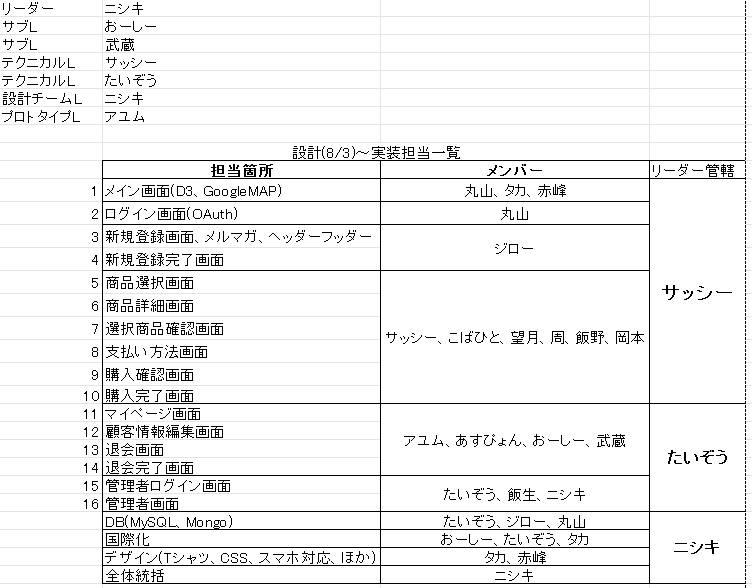 リーダー ニシキ
サブL おーしー
サブL 武蔵
テクニカルL サッシー
テクニカルL たいぞう
設計チームL ニシキ
プロトタイプL アユム
設計(8/3)～実装担当一覧
担当箇所 メンバー リーダー管轄
1 メイン画面(D3、GoogleMAP) 丸山、タカ、赤峰
2 ログイン画面(OAuth) 丸山
3 新規登録画面、メルマガ、ヘッダーフッダー
ジロー
4 新規登録完了画面
5 商品選択画面
サッシー
6 商品詳細画面
7 選択商品確認画面
サッシー、こばひと、望月、周、飯野、岡本
8 支払い方法画面
9 購入確認画面
10 購入完了画面
11 マイページ画面
12 顧客情報編集画面
アユム、あすぴょん、おーしー、武蔵
13 退会画面
たいぞう
14 退会完了画面
15 管理者ログイン画面
たいぞう、飯生、ニシキ
16 管理者画面
DB(MySQL、Mongo) たいぞう、ジロー、丸山
国際化 おーしー、たいぞう、タカ
ニシキ
デザイン(Tシャツ、CSS、スマホ対応、ほか) タカ、赤峰
全体統括 ニシキ